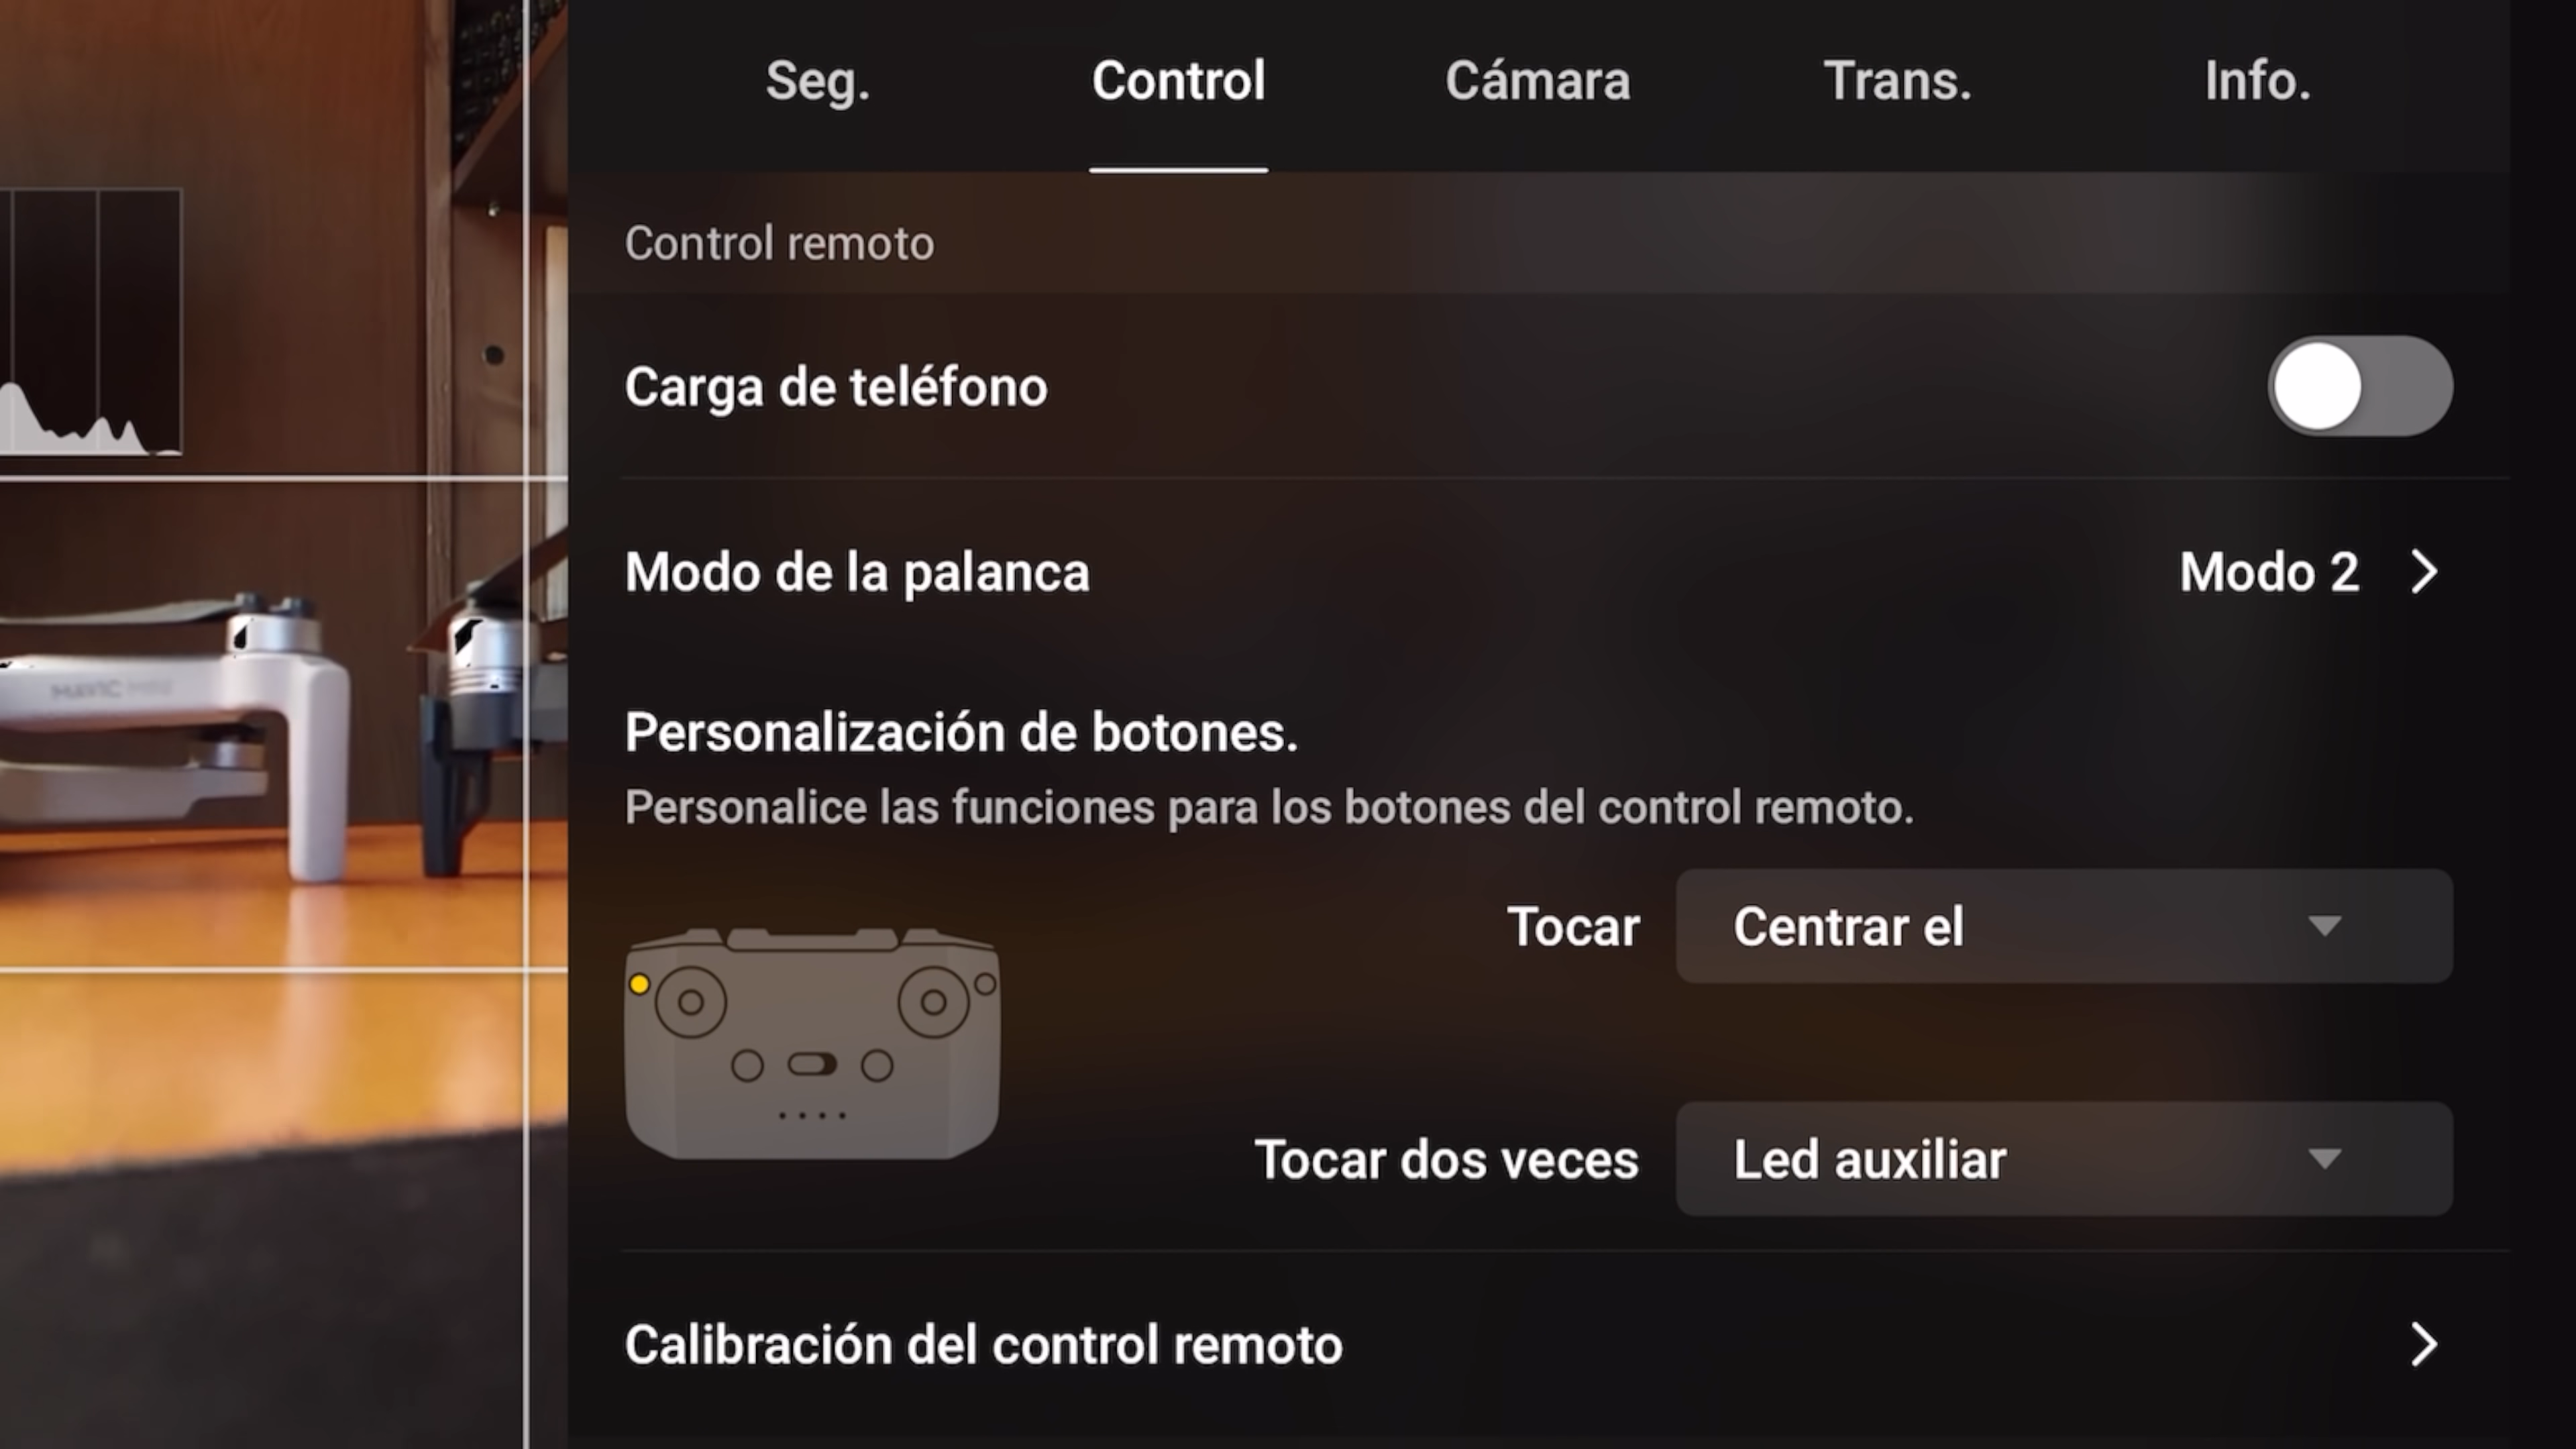 Seg.
Control
Cámara
Trans.
Info.
Control remoto
Carga de teléfono
Modo de la palanca
Modo 2
Personalización de botones.
Personalice las funciones para los botones del control remoto.
Tocar
Centrar el
Tocar dos veces
Led auxiliar
Calibración del control remoto
MAVIC